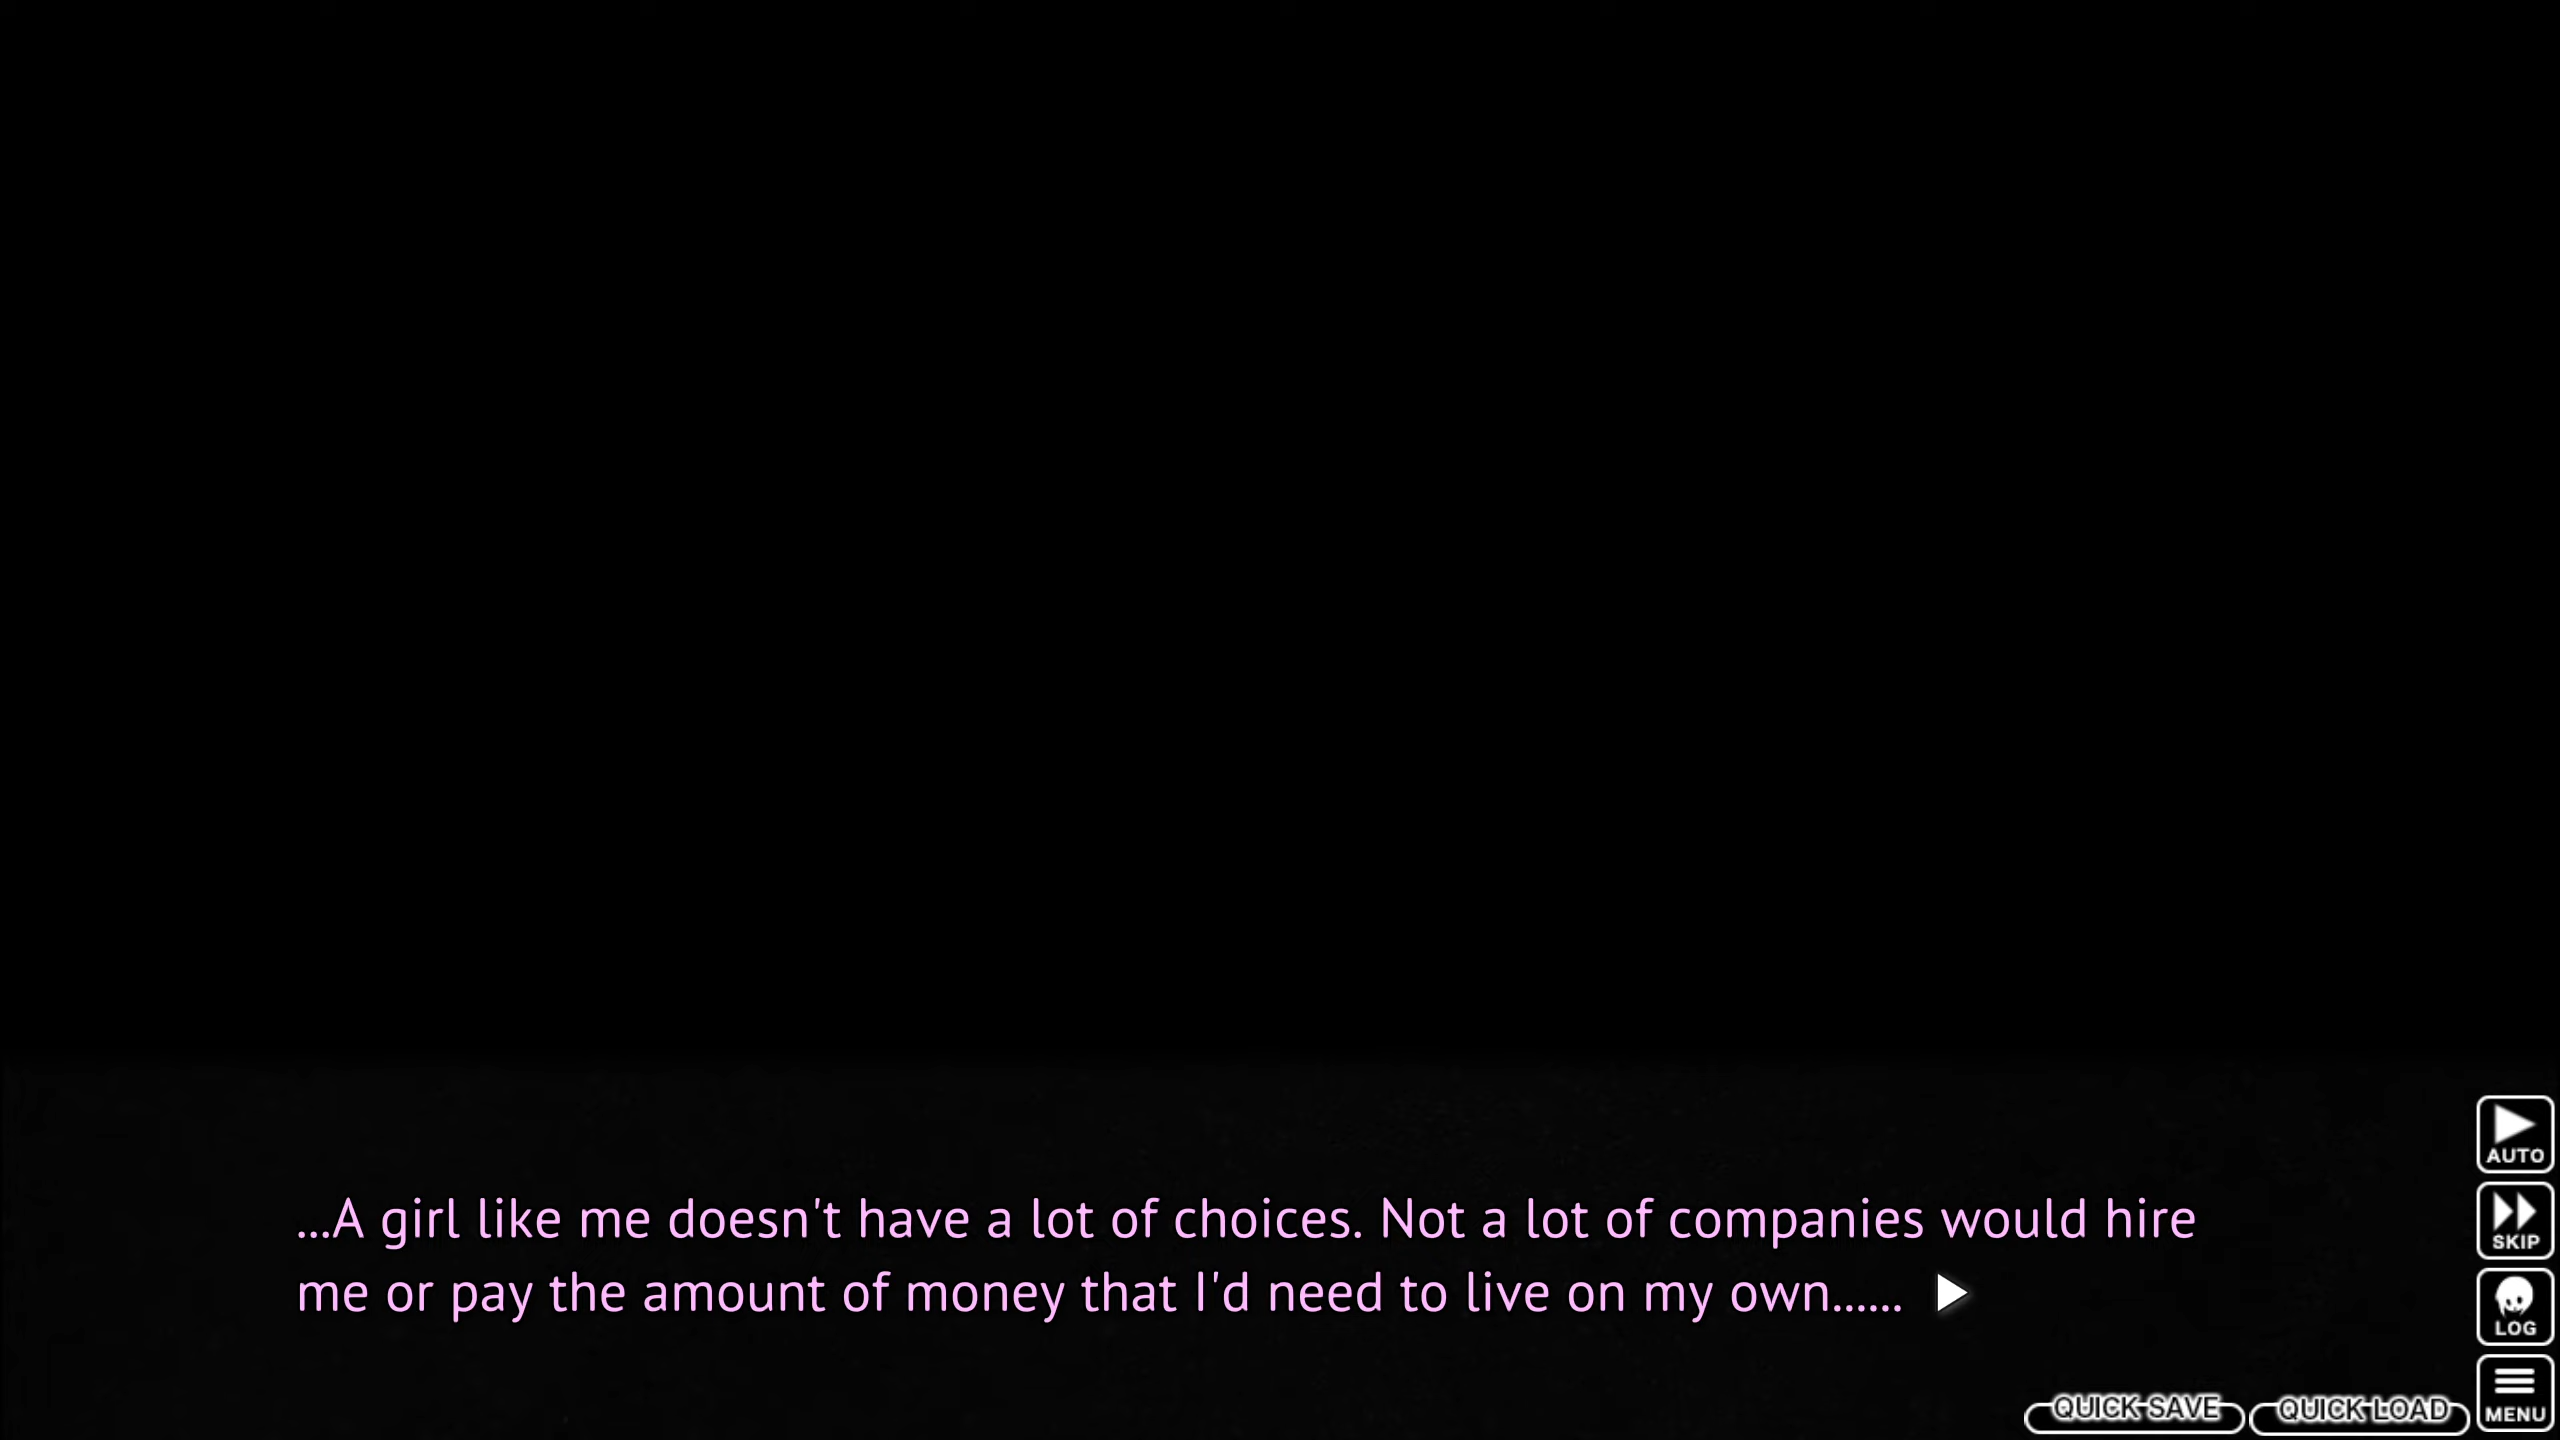 ...A girl like me doesn't have a lot of choices. Not a lot of companies would hire
me or pay the amount of money that I'd need to live on my own......
AUTO
SKIP
LOG
MENU
QUICK SAVE
QUICK LOAD